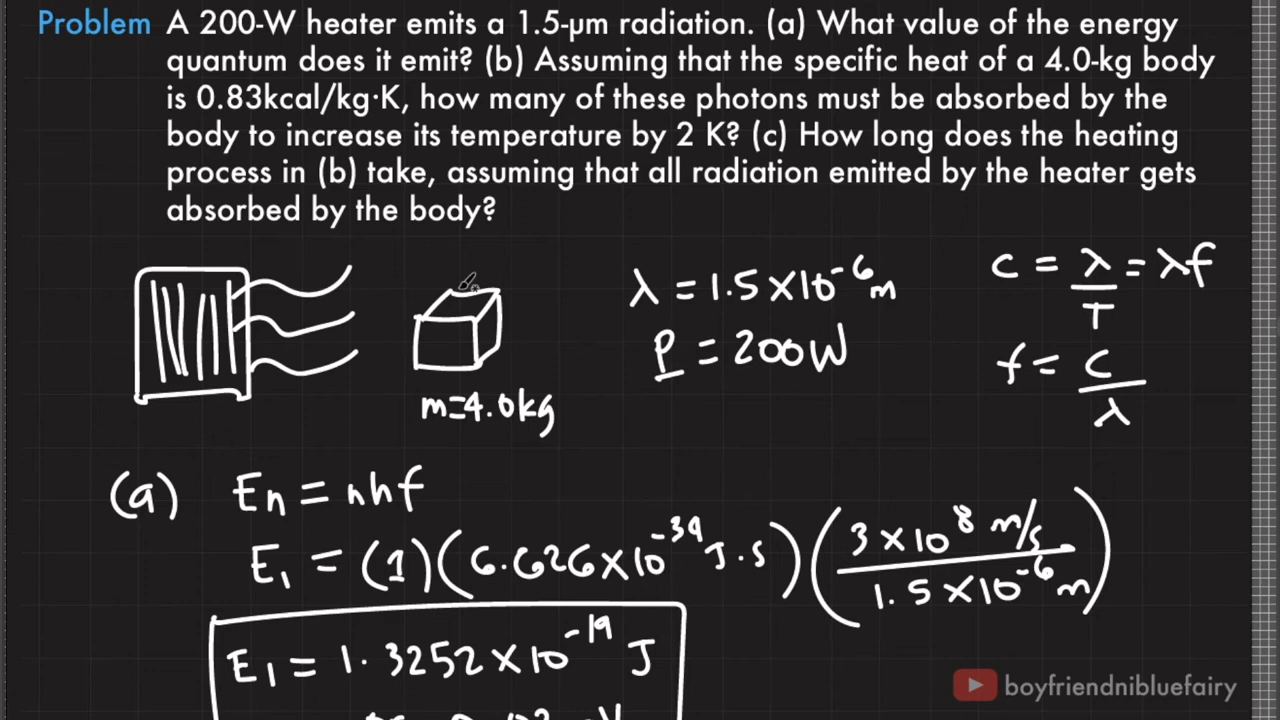 Problem A 200-W heater emits a 1.5-µm radiation. (a) What value of the energy
quantum does it emit? (b) Assuming that the specific heat of a 4.0-kg body
is 0.83kcal/kg·K, how many of these photons must be absorbed by the
body to increase its temperature by 2 K? (c) How long does the heating
process in (b) take, assuming that all radiation emitted by the heater gets
absorbed by the body?
λ = 1.5 × 10⁻⁶ m
c = λ/T = λf
P = 200W
f = c/λ
m=4.0kg
(a) En = nhf
E₁ = (1)(6.626×10⁻³⁴ J·s)(3×10⁸ m/s / 1.5×10⁻⁶ m)
E₁ = 1.3252×10⁻¹⁹ J
boyfriendnibluefairy